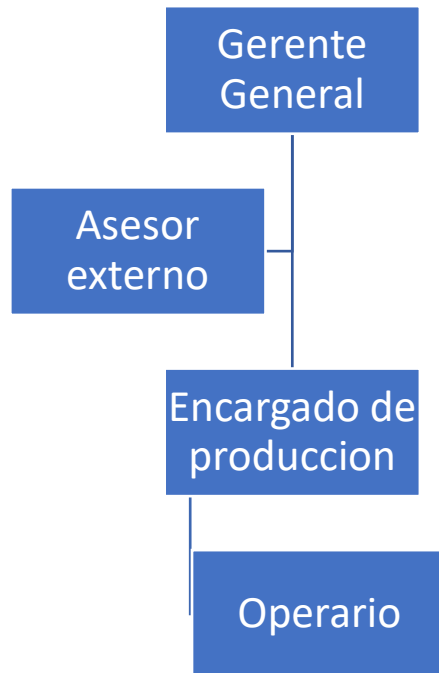 Gerente
General
Asesor
externo
Encargado de
produccion
Operario